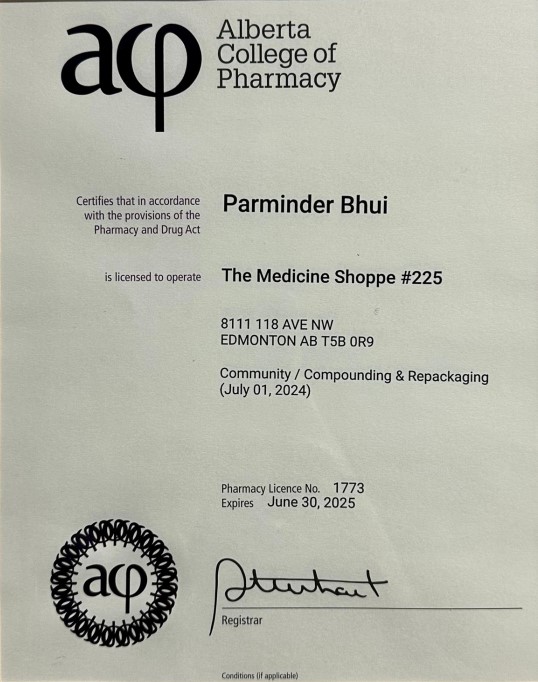 acp
Alberta
College of
Pharmacy
Certifies that in accordance
with the provisions of the
Pharmacy and Drug Act
Parminder Bhui
is licensed to operate
The Medicine Shoppe #225
8111 118 AVE NW
EDMONTON AB T5B 0R9
Community / Compounding & Repackaging
(July 01, 2024)
Pharmacy Licence No. 1773
Expires June 30, 2025
acp
Registrar
Conditions (if applicable)